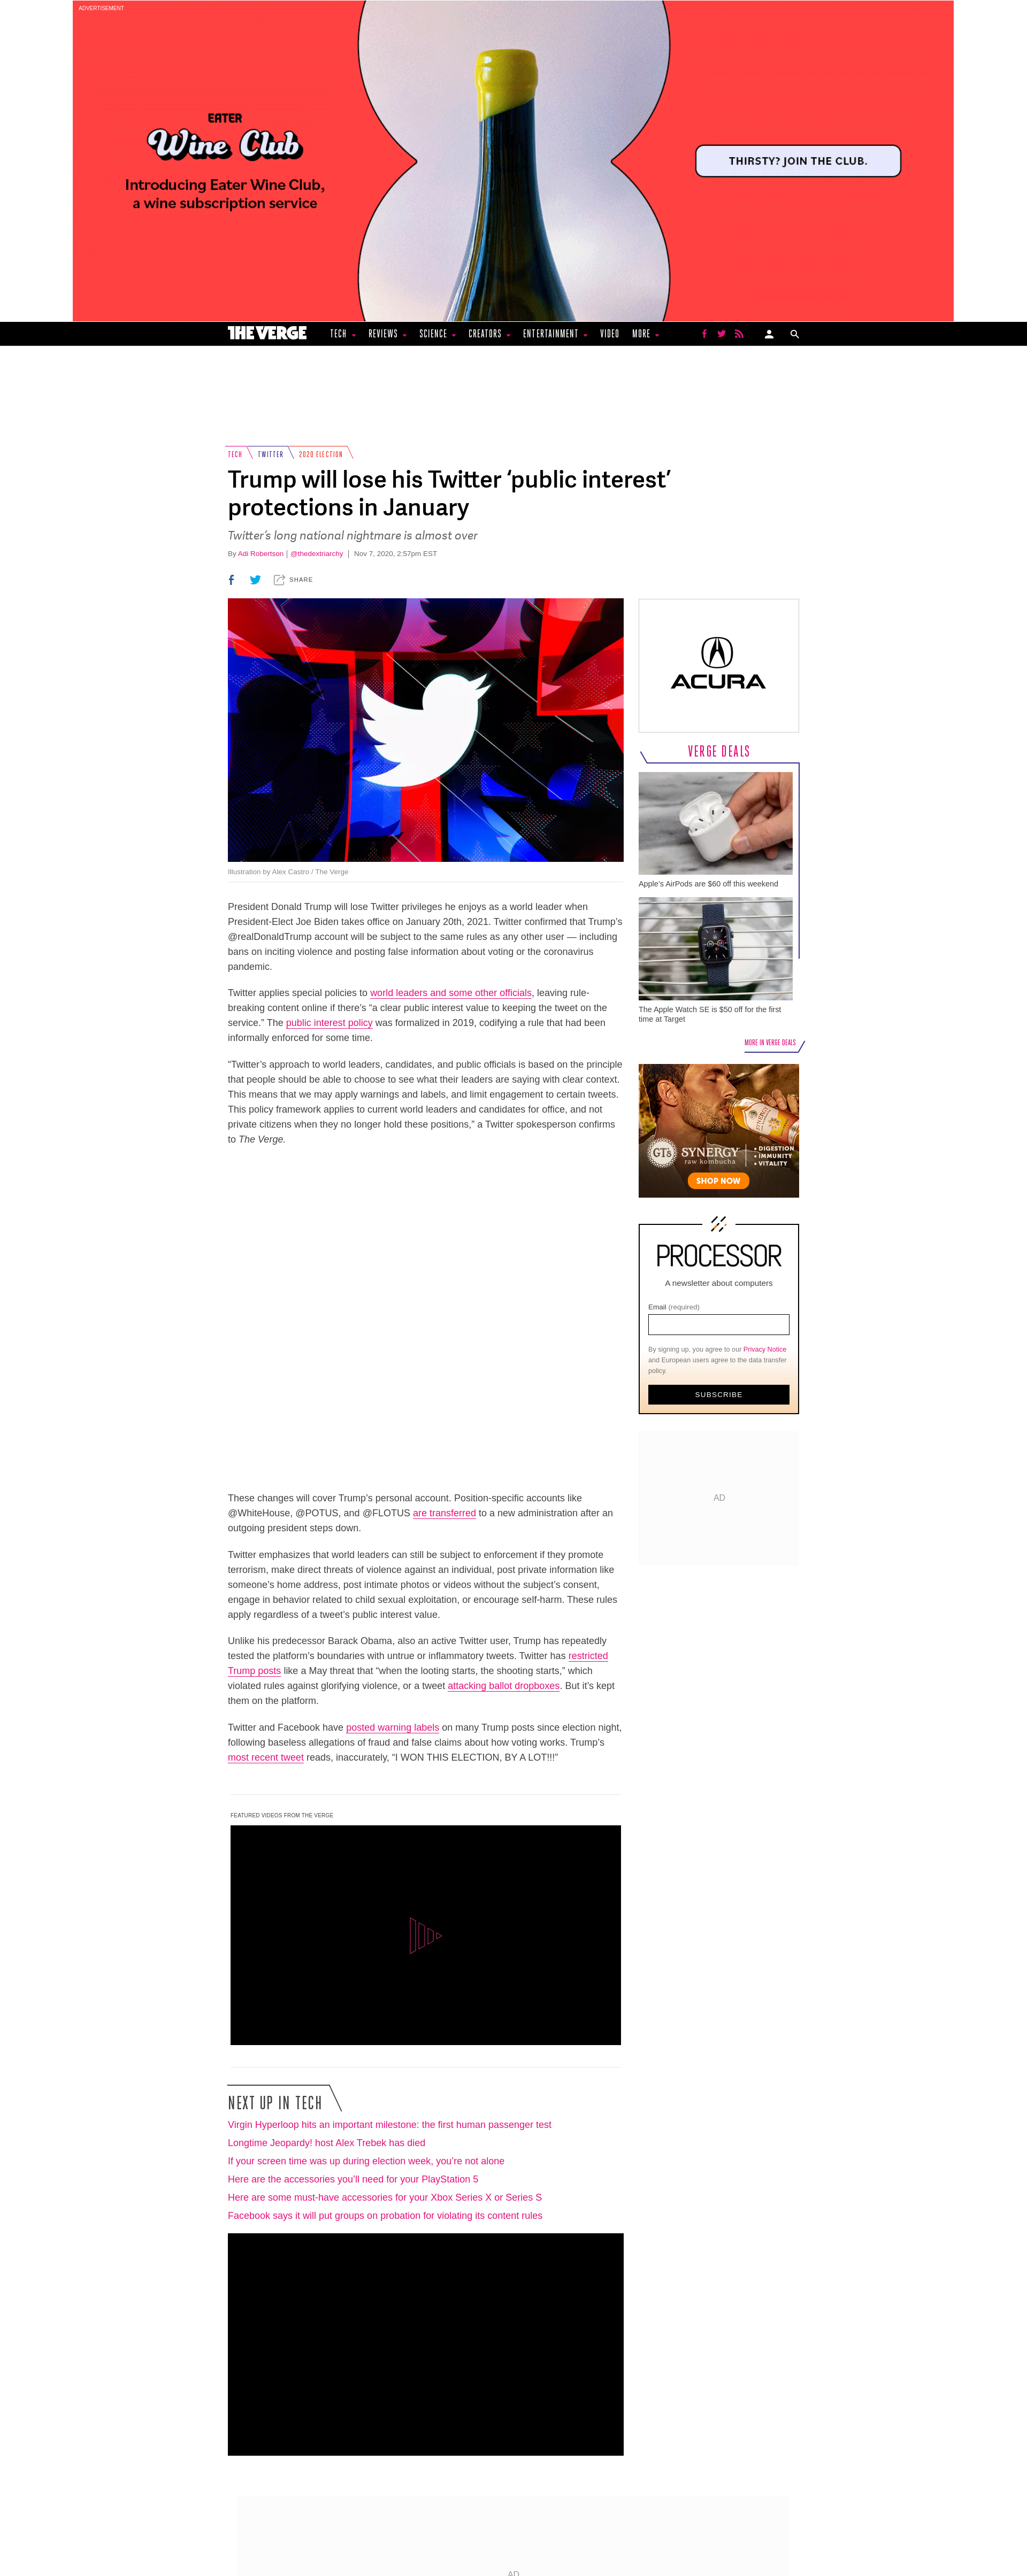 ADVERTISEMENT
EATER
Wine Club
Introducing Eater Wine Club,
a wine subscription service
THIRSTY? JOIN THE CLUB.
THE VERGE
TECH
REVIEWS
SCIENCE
CREATORS
ENTERTAINMENT
VIDEO
MORE
TECH
TWITTER
2020 ELECTION
Trump will lose his Twitter ‘public interest’
protections in January
Twitter’s long national nightmare is almost over
By Adi Robertson | @thedextriarchy | Nov 7, 2020, 2:57pm EST
SHARE
Illustration by Alex Castro / The Verge
President Donald Trump will lose Twitter privileges he enjoys as a world leader when
President-Elect Joe Biden takes office on January 20th, 2021. Twitter confirmed that Trump’s
@realDonaldTrump account will be subject to the same rules as any other user — including
bans on inciting violence and posting false information about voting or the coronavirus
pandemic.
Twitter applies special policies to world leaders and some other officials, leaving rule-
breaking content online if there’s “a clear public interest value to keeping the tweet on the
service.” The public interest policy was formalized in 2019, codifying a rule that had been
informally enforced for some time.
“Twitter’s approach to world leaders, candidates, and public officials is based on the principle
that people should be able to choose to see what their leaders are saying with clear context.
This means that we may apply warnings and labels, and limit engagement to certain tweets.
This policy framework applies to current world leaders and candidates for office, and not
private citizens when they no longer hold these positions,” a Twitter spokesperson confirms
to The Verge.
These changes will cover Trump’s personal account. Position-specific accounts like
@WhiteHouse, @POTUS, and @FLOTUS are transferred to a new administration after an
outgoing president steps down.
Twitter emphasizes that world leaders can still be subject to enforcement if they promote
terrorism, make direct threats of violence against an individual, post private information like
someone’s home address, post intimate photos or videos without the subject’s consent,
engage in behavior related to child sexual exploitation, or encourage self-harm. These rules
apply regardless of a tweet’s public interest value.
Unlike his predecessor Barack Obama, also an active Twitter user, Trump has repeatedly
tested the platform’s boundaries with untrue or inflammatory tweets. Twitter has restricted
Trump posts like a May threat that “when the looting starts, the shooting starts,” which
violated rules against glorifying violence, or a tweet attacking ballot dropboxes. But it’s kept
them on the platform.
Twitter and Facebook have posted warning labels on many Trump posts since election night,
following baseless allegations of fraud and false claims about how voting works. Trump’s
most recent tweet reads, inaccurately, “I WON THIS ELECTION, BY A LOT!!!”
FEATURED VIDEOS FROM THE VERGE
NEXT UP IN TECH
Virgin Hyperloop hits an important milestone: the first human passenger test
Longtime Jeopardy! host Alex Trebek has died
If your screen time was up during election week, you’re not alone
Here are the accessories you’ll need for your PlayStation 5
Here are some must-have accessories for your Xbox Series X or Series S
Facebook says it will put groups on probation for violating its content rules
ACURA
VERGE DEALS
Apple’s AirPods are $60 off this weekend
The Apple Watch SE is $50 off for the first
time at Target
MORE IN VERGE DEALS
GT's
SYNERGY
raw kombucha
• DIGESTION
• IMMUNITY
• VITALITY
SHOP NOW
PROCESSOR
A newsletter about computers
Email (required)
By signing up, you agree to our Privacy Notice
and European users agree to the data transfer
policy.
SUBSCRIBE
AD
AD